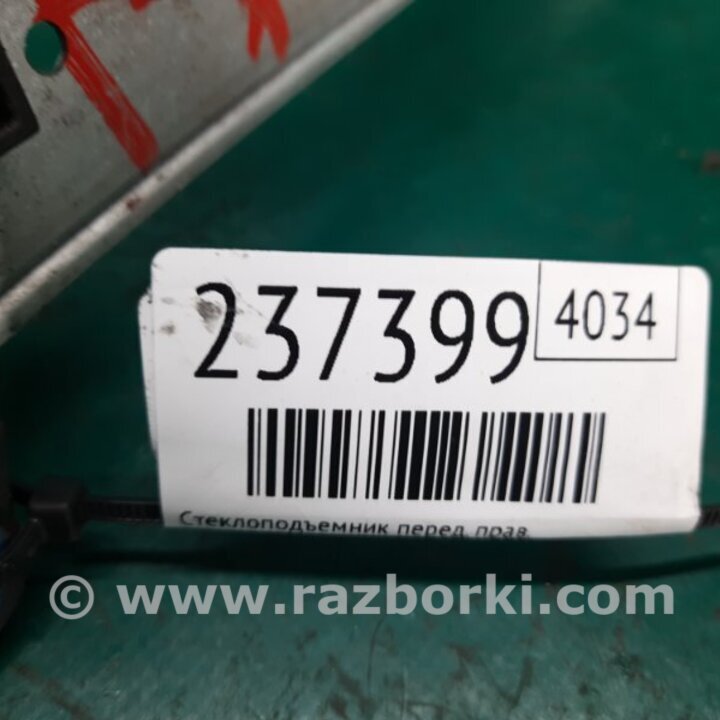 237399
4034
Стеклоподъемник перед. прав.
© www.razborki.com